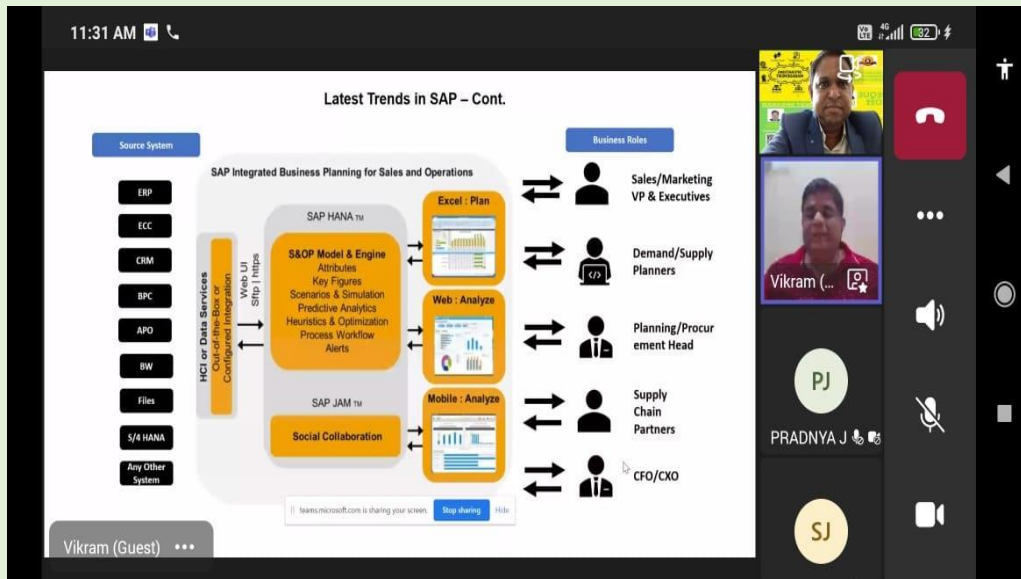 11:31 AM
Vo
LTE
4G
32
Latest Trends in SAP – Cont.
Source System
Business Roles
ERP
ECC
CRM
BPC
APO
BW
Files
S/4 HANA
Any Other
System
SAP Integrated Business Planning for Sales and Operations
HCI or Data Services
Out-of-the-Box or
Configured Integration
Web UI
Sftp | https
SAP HANA TM
S&OP Model & Engine
Attributes
Key Figures
Scenarios & Simulation
Predictive Analytics
Heuristics & Optimization
Process Workflow
Alerts
SAP JAM TM
Social Collaboration
Excel : Plan
Web : Analyze
Mobile : Analyze
Sales/Marketing
VP & Executives
Demand/Supply
Planners
Planning/Procur
ement Head
Supply
Chain
Partners
CFO/CXO
teams.microsoft.com is sharing your screen.
Stop sharing
Hide
Vikram (Guest)
Vikram (...
PJ
PRADNYA J
SJ